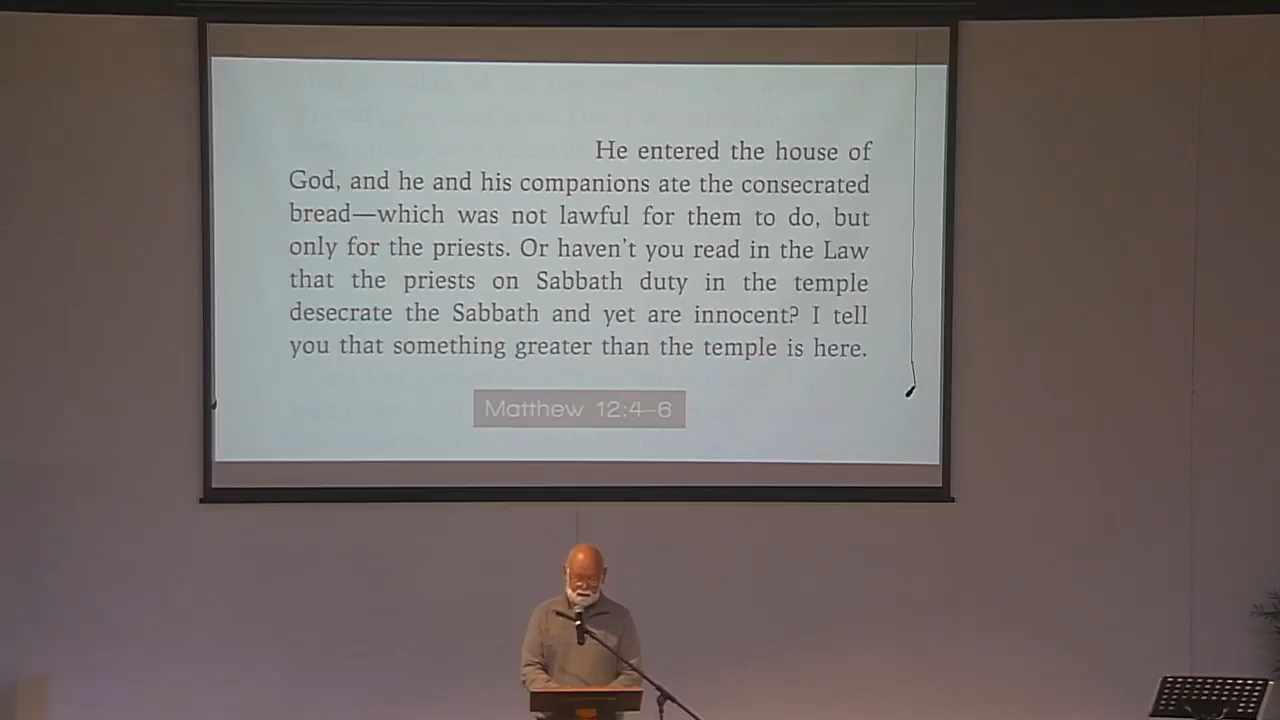 He entered the house of
God, and he and his companions ate the consecrated
bread—which was not lawful for them to do, but
only for the priests. Or haven't you read in the Law
that the priests on Sabbath duty in the temple
desecrate the Sabbath and yet are innocent? I tell
you that something greater than the temple is here.
Matthew 12:4–6